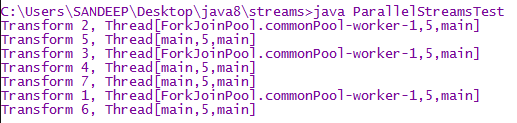 C:\Users\SANDEEP\Desktop\java8\streams>java ParallelStreamsTest
Transform 2, Thread[ForkJoinPool.commonPool-worker-1,5,main]
Transform 5, Thread[main,5,main]
Transform 3, Thread[ForkJoinPool.commonPool-worker-1,5,main]
Transform 4, Thread[main,5,main]
Transform 7, Thread[main,5,main]
Transform 1, Thread[ForkJoinPool.commonPool-worker-1,5,main]
Transform 6, Thread[main,5,main]